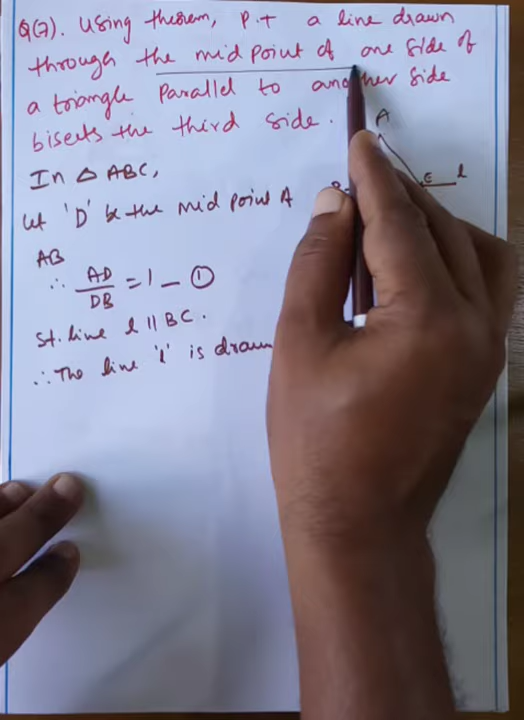 Q(7). Using theorem, P.T a line drawn
through the mid point of one side of
a triangle parallel to another side
bisects the third side.
A
In △ ABC,
E l
Let 'D' be the mid point
AB
∴ AD/DB = 1 — ①
St. line l || BC.
∴ The line 'l' is drawn